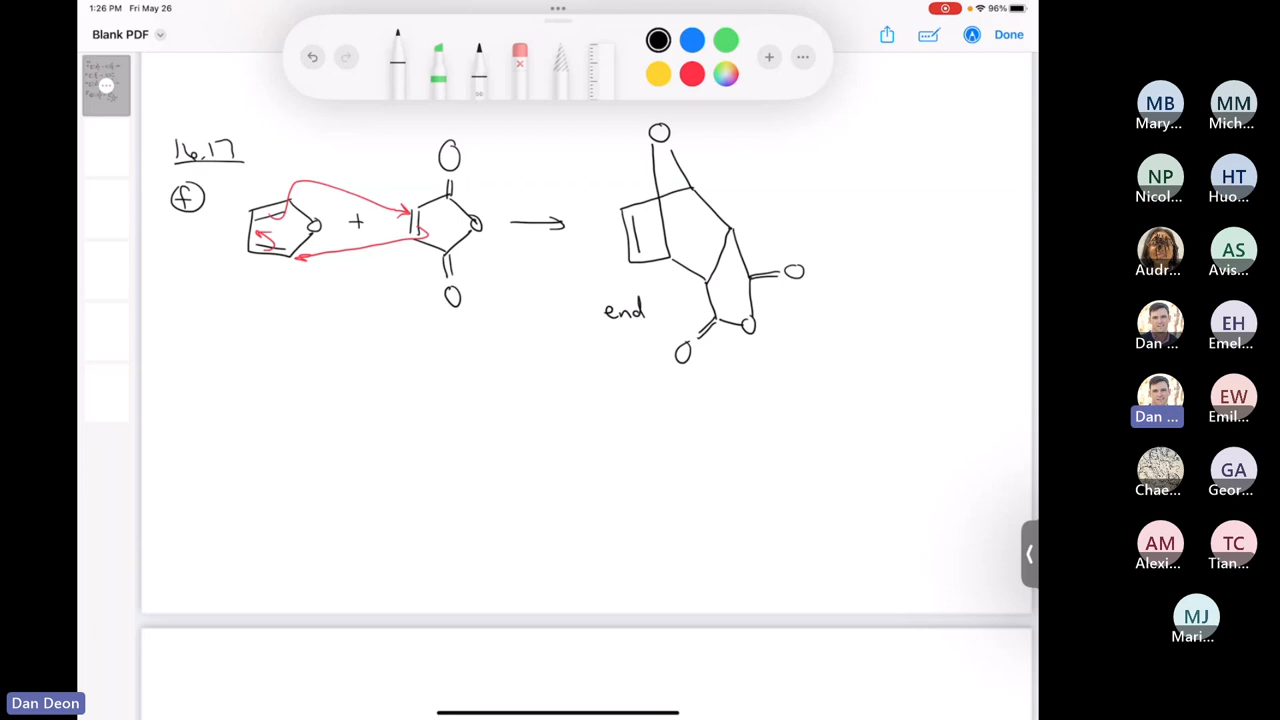 1:26 PM Fri May 26
96%
Blank PDF
Done
16.17
f
O
O
O
+
O
O
O
O
O
O
end
MB
Mary...
MM
Mich...
NP
Nicol...
HT
Huo...
Audr...
AS
Avis...
Dan ...
EH
Emel...
Dan ...
EW
Emil...
Chae...
GA
Geor...
AM
Alexi...
TC
Tian...
MJ
Mari...
Dan Deon